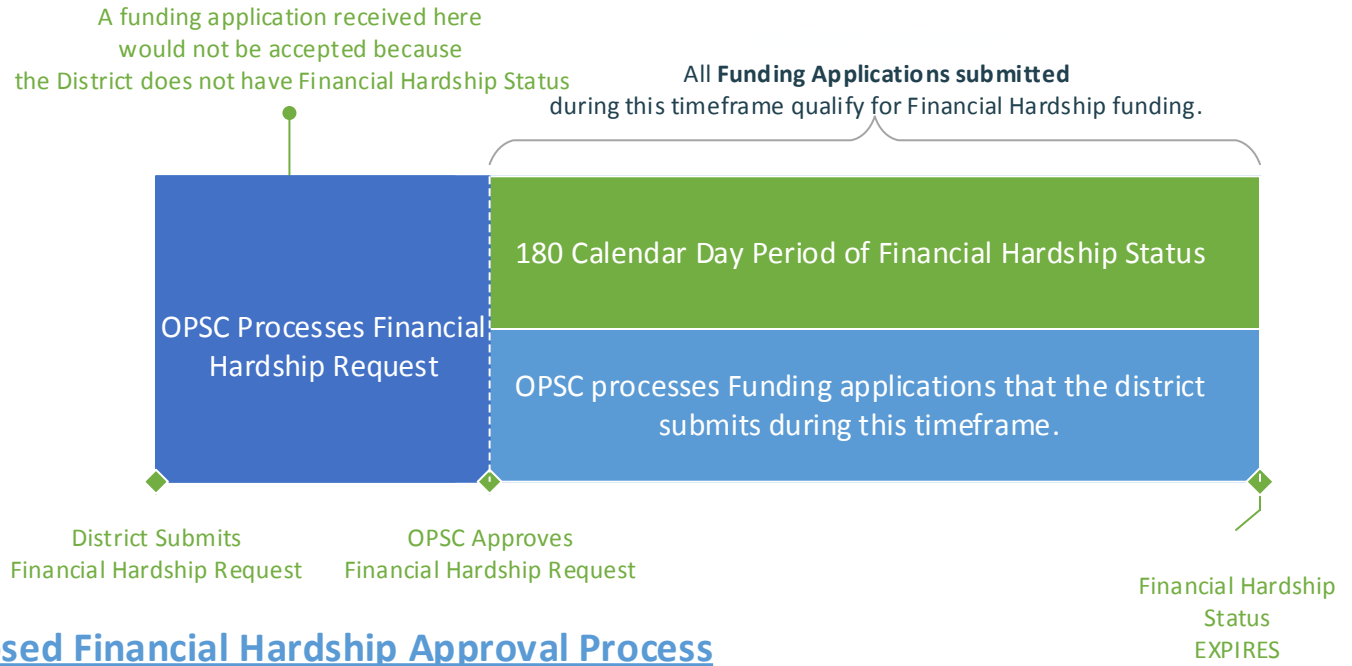 A funding application received here
would not be accepted because
the District does not have Financial Hardship Status
All Funding Applications submitted
during this timeframe qualify for Financial Hardship funding.
OPSC Processes Financial
Hardship Request
180 Calendar Day Period of Financial Hardship Status
OPSC processes Funding applications that the district
submits during this timeframe.
District Submits
Financial Hardship Request
OPSC Approves
Financial Hardship Request
Financial Hardship
Status
EXPIRES
Financial Hardship Approval Process